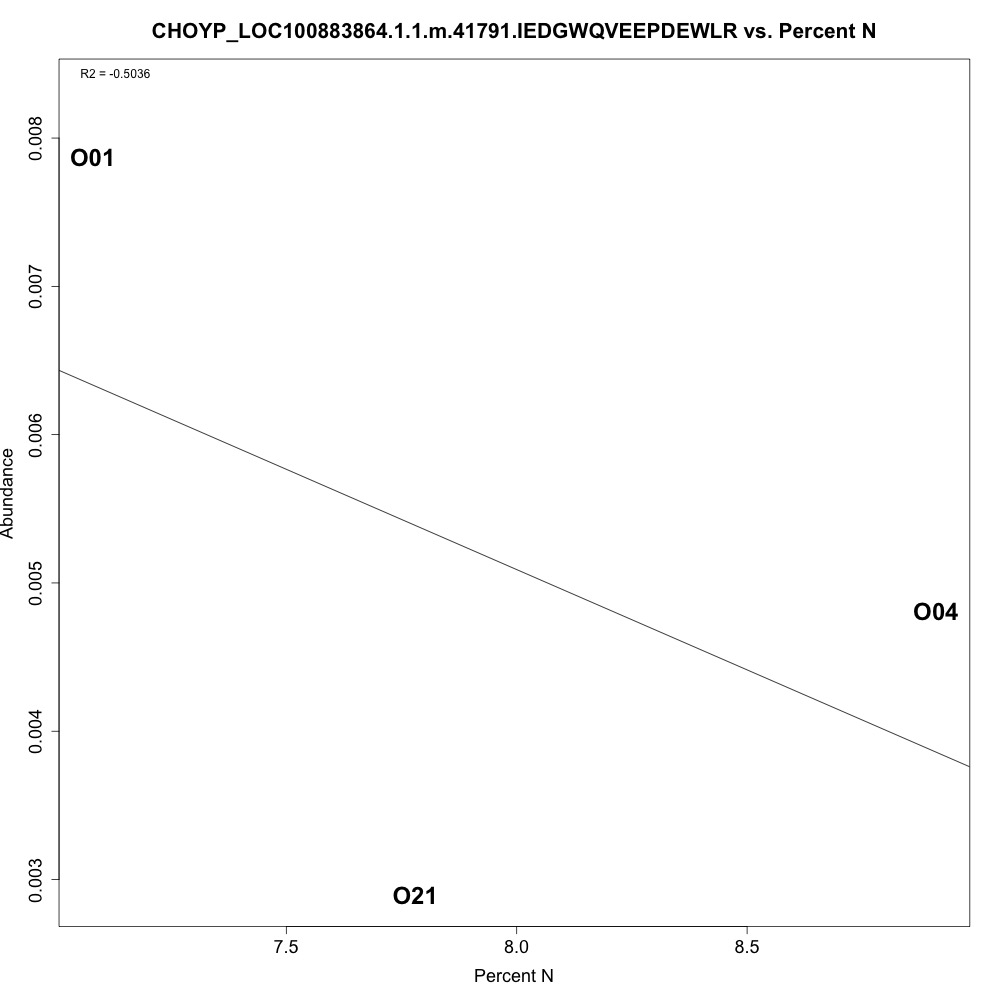 CHOYP_LOC100883864.1.1.m.41791.IEDGWQVEEPDEWLR vs. Percent N
R2 = -0.5036
0.008
O01
0.007
0.006
Abundance
0.005
O04
0.004
0.003
O21
7.5 8.0 8.5
Percent N